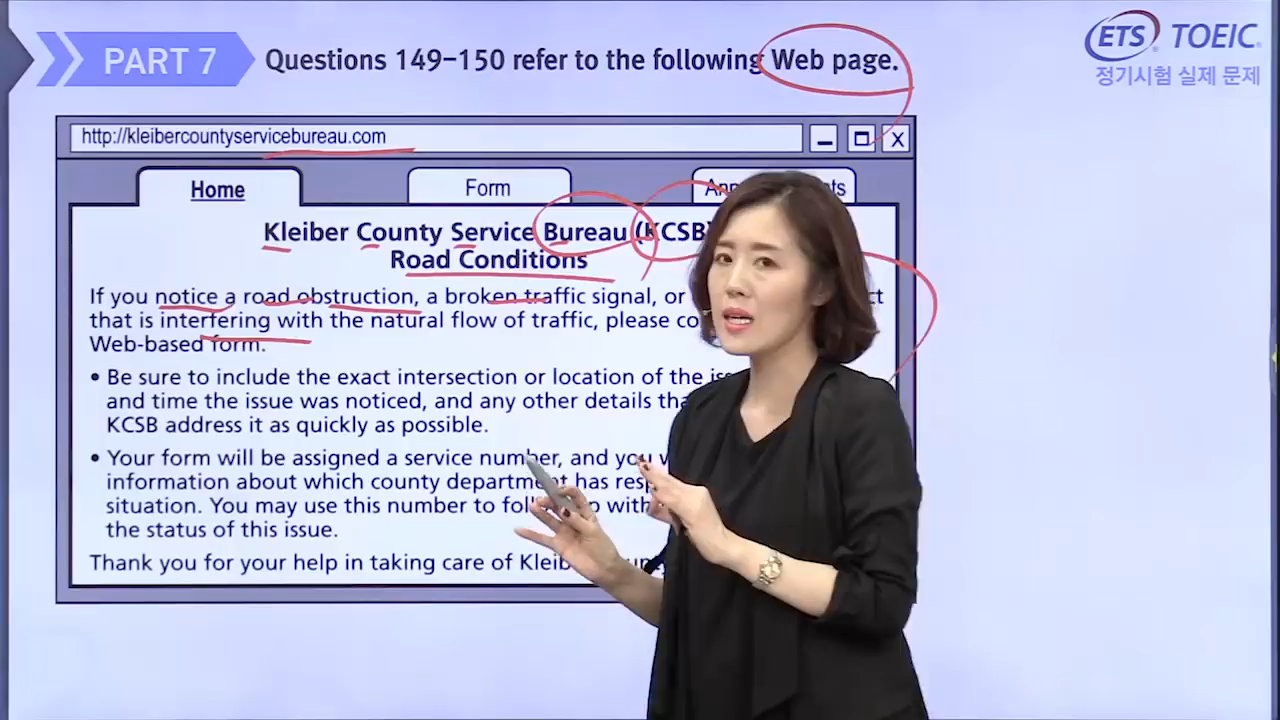 PART 7
Questions 149–150 refer to the following Web page.
ETS TOEIC
정기시험 실제 문제
http://kleibercountyservicebureau.com
X
Home
Form
Kleiber County Service Bureau (KCSB)
Road Conditions
If you notice a road obstruction, a broken traffic signal, or
that is interfering with the natural flow of traffic, please
Web-based form.
• Be sure to include the exact intersection or location of the
and time the issue was noticed, and any other details
KCSB address it as quickly as possible.
• Your form will be assigned a service number, and you
information about which county department has
situation. You may use this number to follow up with
the status of this issue.
Thank you for your help in taking care of